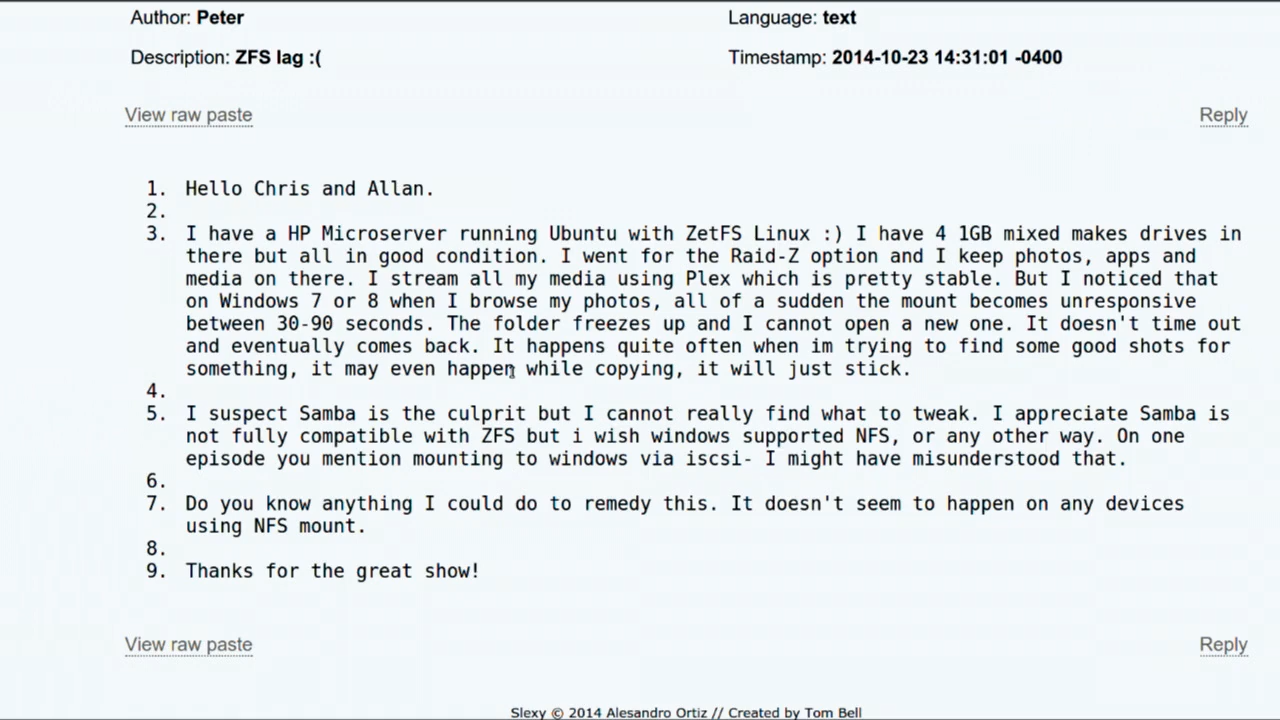 Author: Peter Language: text
Description: ZFS lag :( Timestamp: 2014-10-23 14:31:01 -0400
View raw paste Reply
1. Hello Chris and Allan.
2.
3. I have a HP Microserver running Ubuntu with ZetFS Linux :) I have 4 1GB mixed makes drives in
there but all in good condition. I went for the Raid-Z option and I keep photos, apps and
media on there. I stream all my media using Plex which is pretty stable. But I noticed that
on Windows 7 or 8 when I browse my photos, all of a sudden the mount becomes unresponsive
between 30-90 seconds. The folder freezes up and I cannot open a new one. It doesn't time out
and eventually comes back. It happens quite often when im trying to find some good shots for
something, it may even happen while copying, it will just stick.
4.
5. I suspect Samba is the culprit but I cannot really find what to tweak. I appreciate Samba is
not fully compatible with ZFS but i wish windows supported NFS, or any other way. On one
episode you mention mounting to windows via iscsi- I might have misunderstood that.
6.
7. Do you know anything I could do to remedy this. It doesn't seem to happen on any devices
using NFS mount.
8.
9. Thanks for the great show!
View raw paste Reply
Slexy © 2014 Alesandro Ortiz // Created by Tom Bell